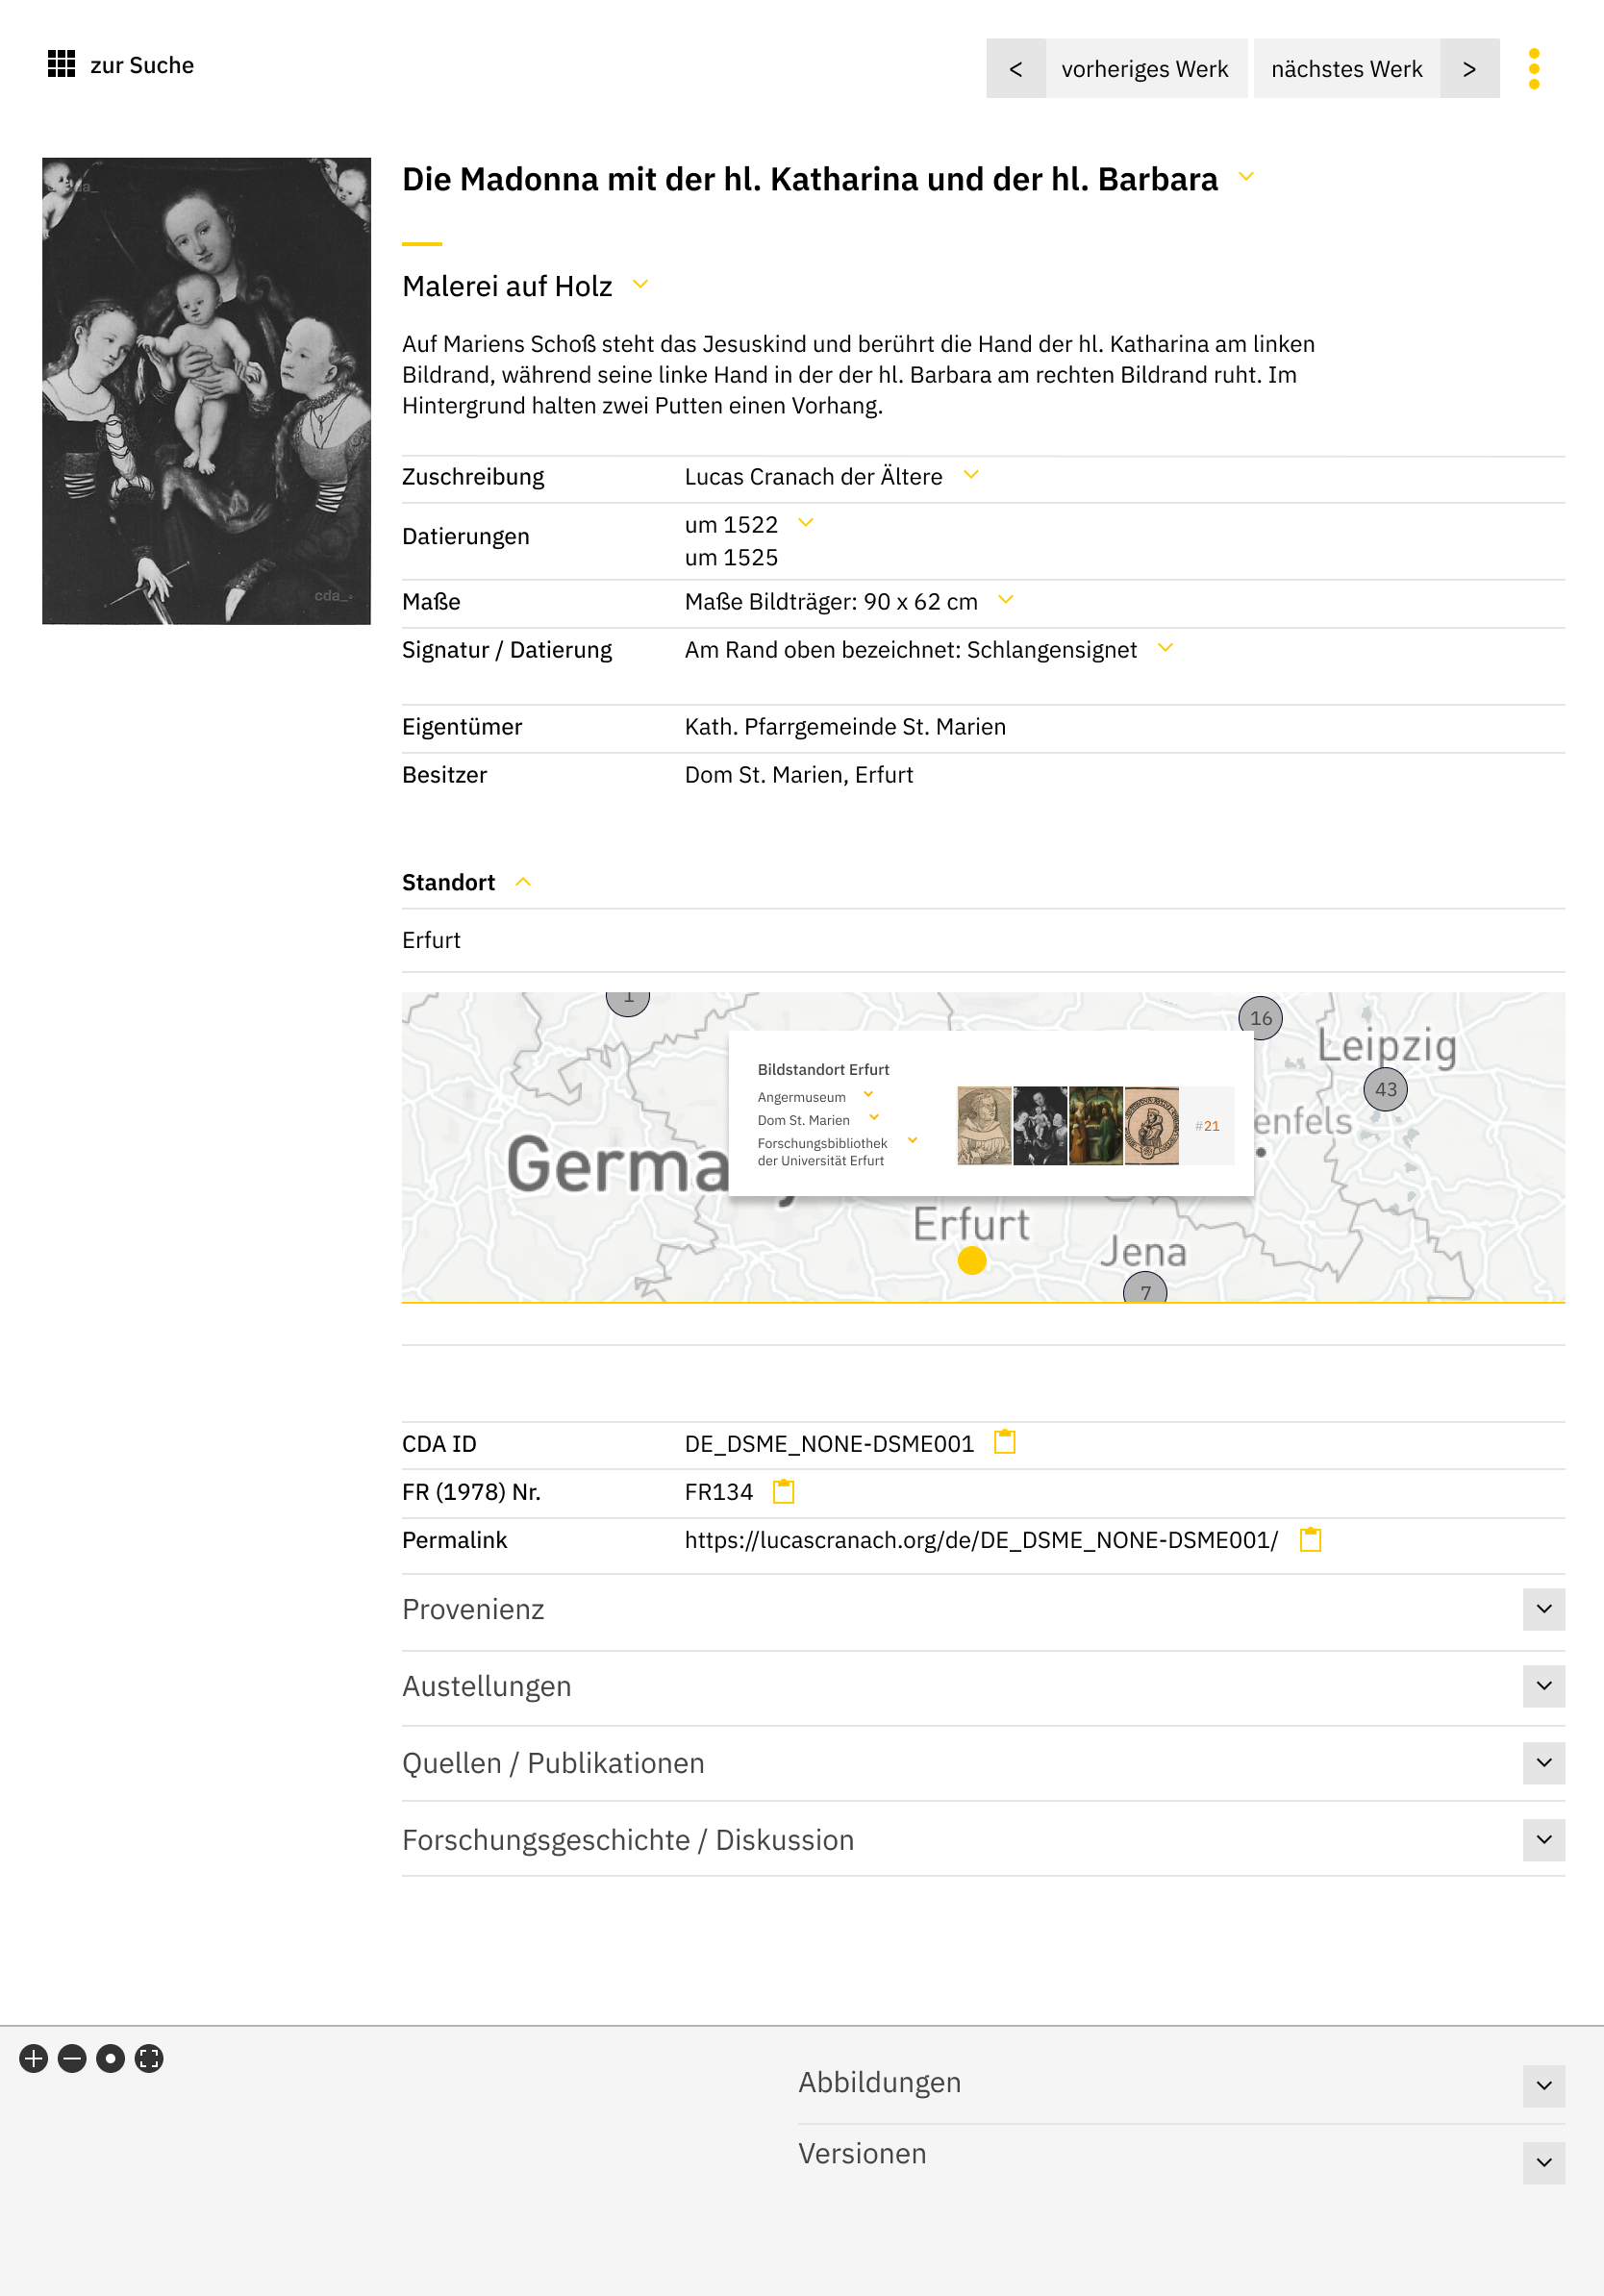 zur Suche
< vorheriges Werk nächstes Werk >
Die Madonna mit der hl. Katharina und der hl. Barbara
Malerei auf Holz
Auf Mariens Schoß steht das Jesuskind und berührt die Hand der hl. Katharina am linken
Bildrand, während seine linke Hand in der der hl. Barbara am rechten Bildrand ruht. Im
Hintergrund halten zwei Putten einen Vorhang.
cda_
Zuschreibung Lucas Cranach der Ältere
Datierungen um 1522
um 1525
Maße Maße Bildträger: 90 x 62 cm
Signatur / Datierung Am Rand oben bezeichnet: Schlangensignet
Eigentümer Kath. Pfarrgemeinde St. Marien
Besitzer Dom St. Marien, Erfurt
Standort
Erfurt
1
16
Leipzig
43
enfels
Germa
Bildstandort Erfurt
Angermuseum
Dom St. Marien
Forschungsbibliothek
der Universität Erfurt
#21
Erfurt
Jena
7
CDA ID DE_DSME_NONE-DSME001
FR (1978) Nr. FR134
Permalink https://lucascranach.org/de/DE_DSME_NONE-DSME001/
Provenienz
Austellungen
Quellen / Publikationen
Forschungsgeschichte / Diskussion
Abbildungen
Versionen